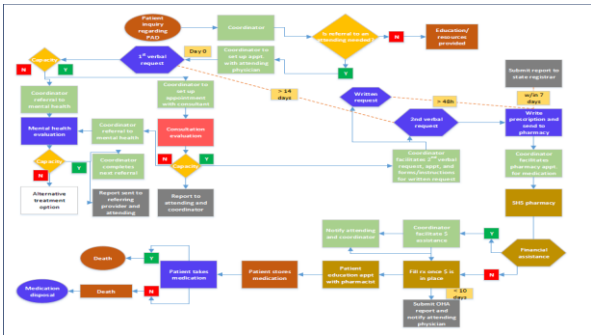 Patient
inquiry
regarding
PAD
Coordinator
Is referral to an
attending needed?
N
Education/
resources
provided
Y
Coordinator to
set up appt.
with attending
physician
Day 0
1st verbal
request
Capacity
N
Y
Coordinator
referral to
mental health
Mental health
evaluation
Capacity
N
Y
Alternative
treatment
option
Coordinator
completes
next referral
Report sent to
referring
provider and
attending
Coordinator
referral to
mental health
Coordinator to
set up
appointment
with consultant
Consultation
evaluation
N
Capacity
Y
Report to
attending and
coordinator
> 14
days
Written
request
> 48h
2nd verbal
request
Coordinator
facilitates 2nd verbal
request, appt, and
forms/instructions for
written request
Submit report to
state registrar
w/in 7
days
Write
prescription and
send to
pharmacy
Coordinator
facilitates
pharmacy appt
for medication
SHS pharmacy
Financial
assistance
Y
N
Coordinator
facilitate $
assistance
Notify attending
and coordinator
Fill rx once $ is
in place
< 10
days
Submit OHA
report and
notify attending
physician
Patient
education appt
with pharmacist
Patient stores
medication
Patient takes
medication
Y
Death
N
Death
Medication
disposal